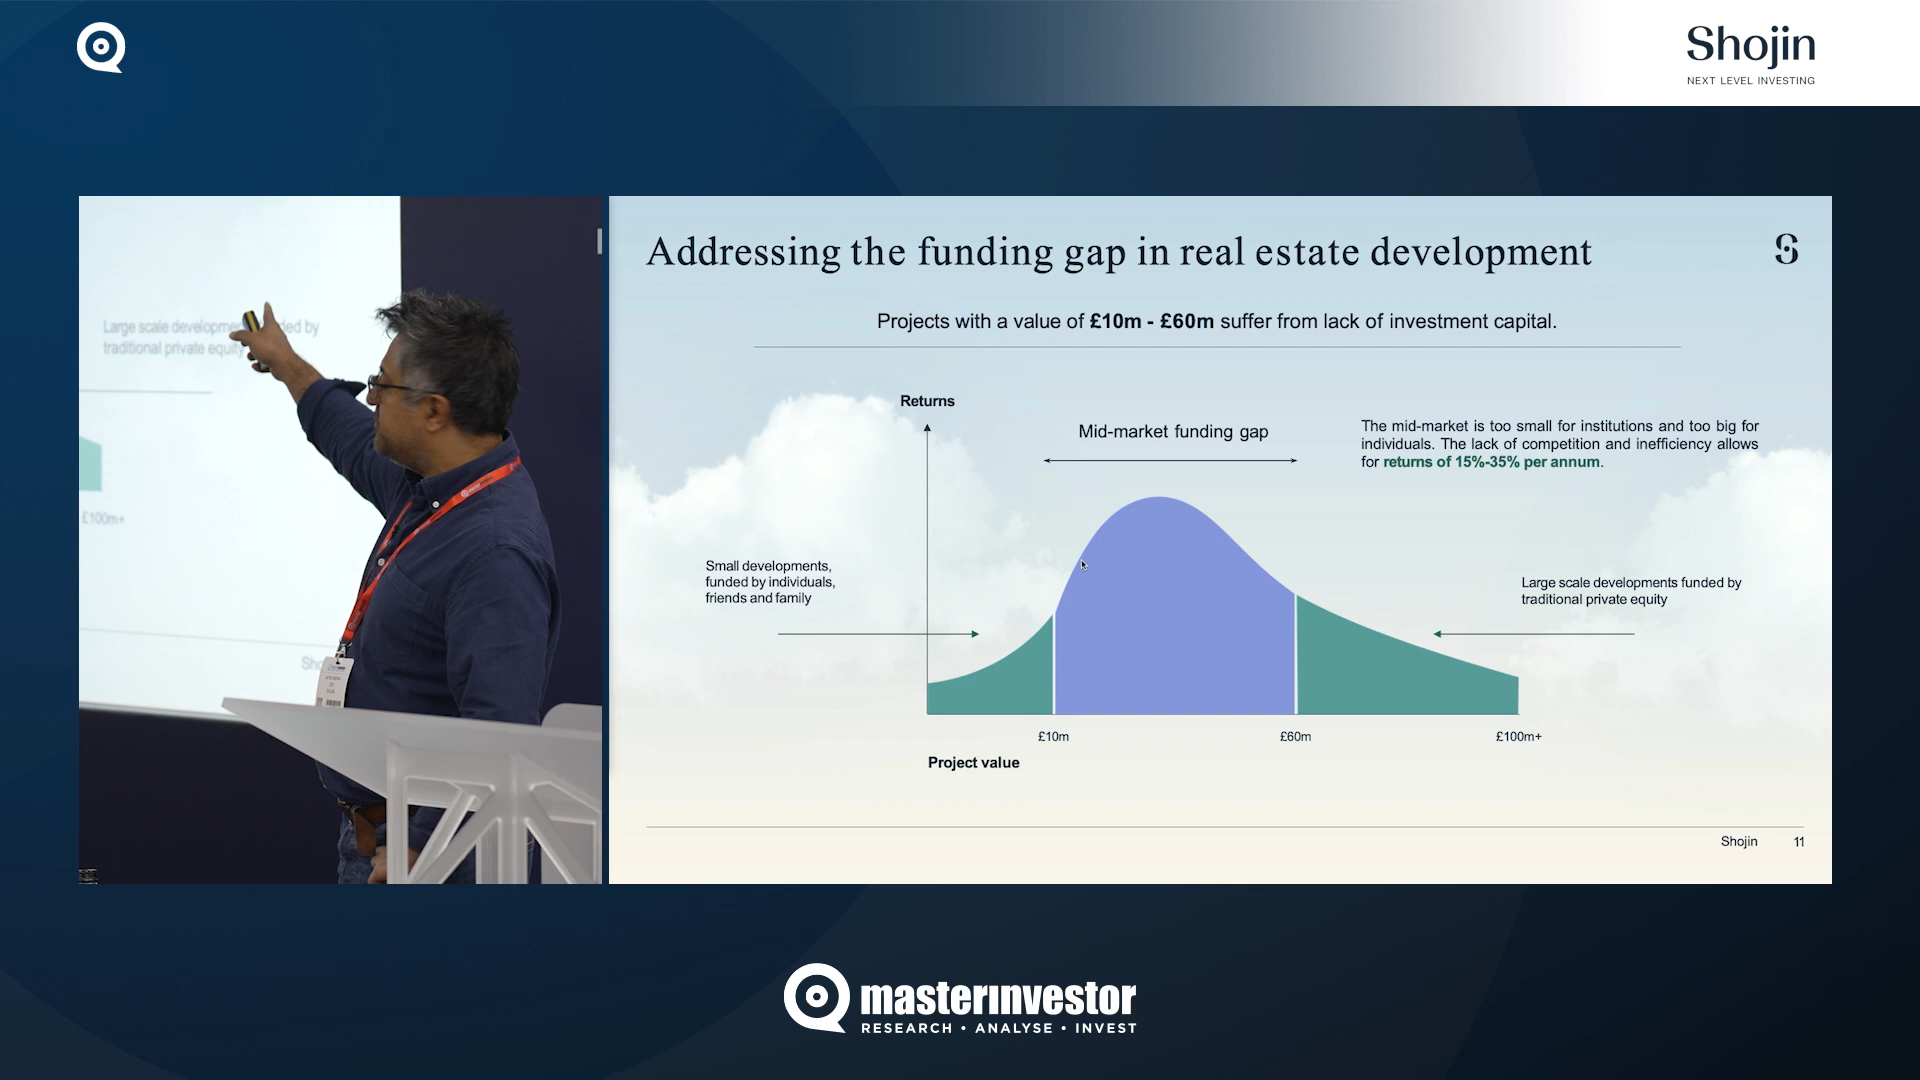 Shojin
NEXT LEVEL INVESTING
Large scale developme ded by
traditional private equity
£100m+
Sho
Addressing the funding gap in real estate development
Projects with a value of £10m - £60m suffer from lack of investment capital.
Returns
Mid-market funding gap
The mid-market is too small for institutions and too big for
individuals. The lack of competition and inefficiency allows
for returns of 15%-35% per annum.
Small developments,
funded by individuals,
friends and family
Large scale developments funded by
traditional private equity
£10m
£60m
£100m+
Project value
Shojin 11
masterinvestor
RESEARCH • ANALYSE • INVEST